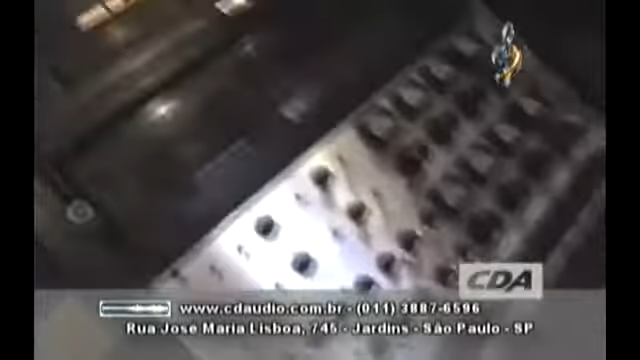 CDA
www.cdaudio.com.br - (011) 3887-6596
Rua Jose Maria Lisboa, 745 - Jardins - São Paulo - SP